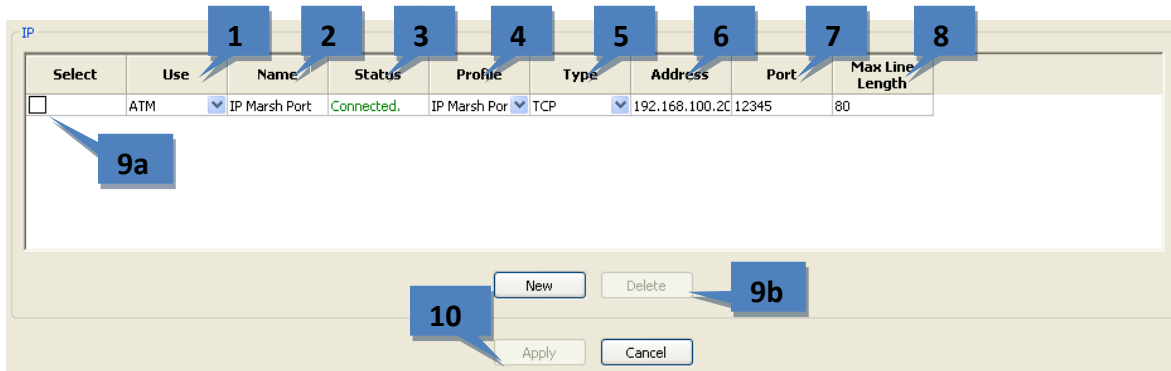 IP
1 2 3 4 5 6 7 8
Select Use Name Status Profile Type Address Port Max Line
Length
ATM IP Marsh Port Connected. IP Marsh Por TCP 192.168.100.20 12345 80
9a
New Delete 9b
10
Apply Cancel